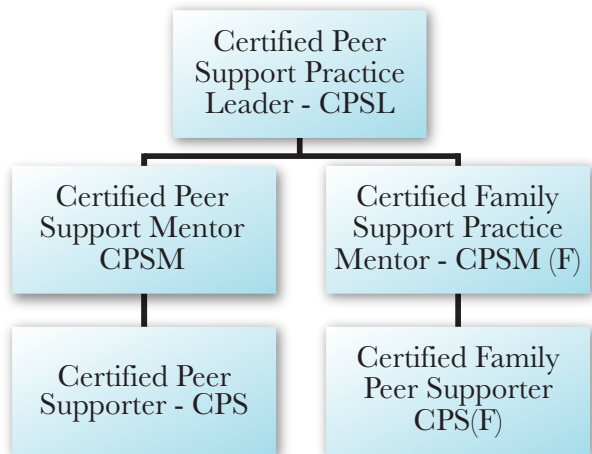 Certified Peer
Support Practice
Leader - CPSL
Certified Peer
Support Mentor
CPSM
Certified Family
Support Practice
Mentor - CPSM (F)
Certified Peer
Supporter - CPS
Certified Family
Peer Supporter
CPS(F)